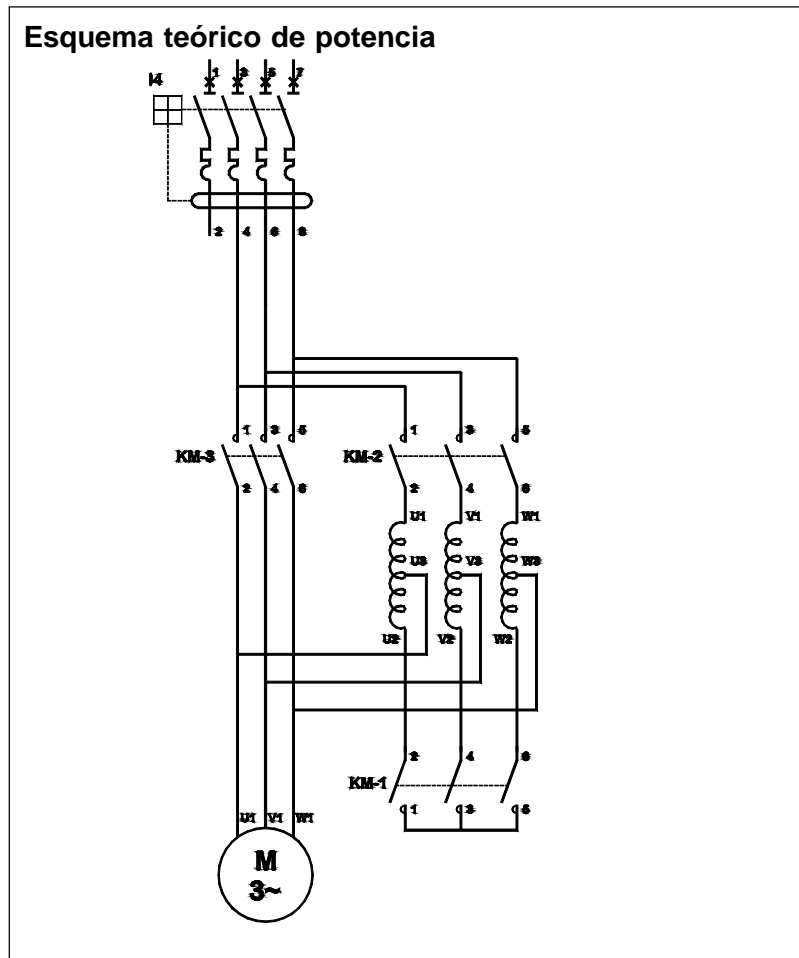 Esquema teórico de potencia
I4 1 3 5 7
2 4 6 8
1 3 5 1 3 5
KM-3 KM-2
2 4 6 2 4 6
U1 V1 W1
U3 V3 W3
U2 V2 W2
2 4 6
KM-1
1 3 5
U1 V1 W1
M
3~